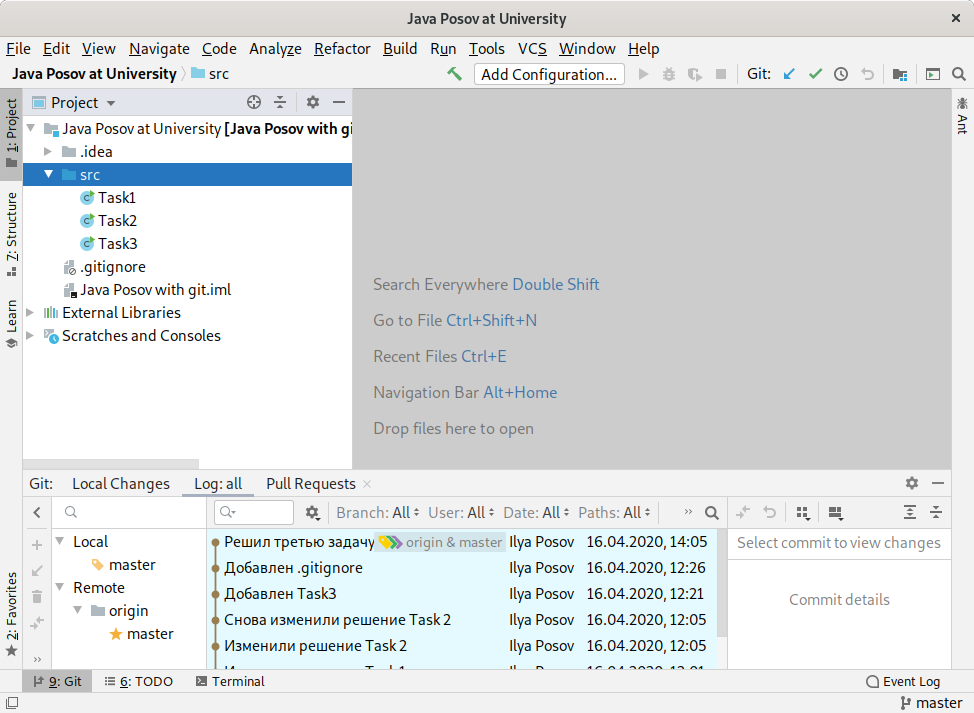 Java Posov at University
File Edit View Navigate Code Analyze Refactor Build Run Tools VCS Window Help
Java Posov at University src Add Configuration... Git:
1: Project
7: Structure
Learn
2: Favorites
Project
Java Posov at University [Java Posov with gi
.idea
src
Task1
Task2
Task3
.gitignore
Java Posov with git.iml
External Libraries
Scratches and Consoles
Search Everywhere Double Shift
Go to File Ctrl+Shift+N
Recent Files Ctrl+E
Navigation Bar Alt+Home
Drop files here to open
Ant
Git: Local Changes Log: all Pull Requests
Branch: All User: All Date: All Paths: All »
Local
master
Remote
origin
master
»
Решил третью задачу origin & master Ilya Posov 16.04.2020, 14:05
Добавлен .gitignore Ilya Posov 16.04.2020, 12:26
Добавлен Task3 Ilya Posov 16.04.2020, 12:21
Снова изменили решение Task 2 Ilya Posov 16.04.2020, 12:05
Изменили решение Task 2 Ilya Posov 16.04.2020, 12:05
Select commit to view changes
Commit details
9: Git 6: TODO Terminal Event Log
master